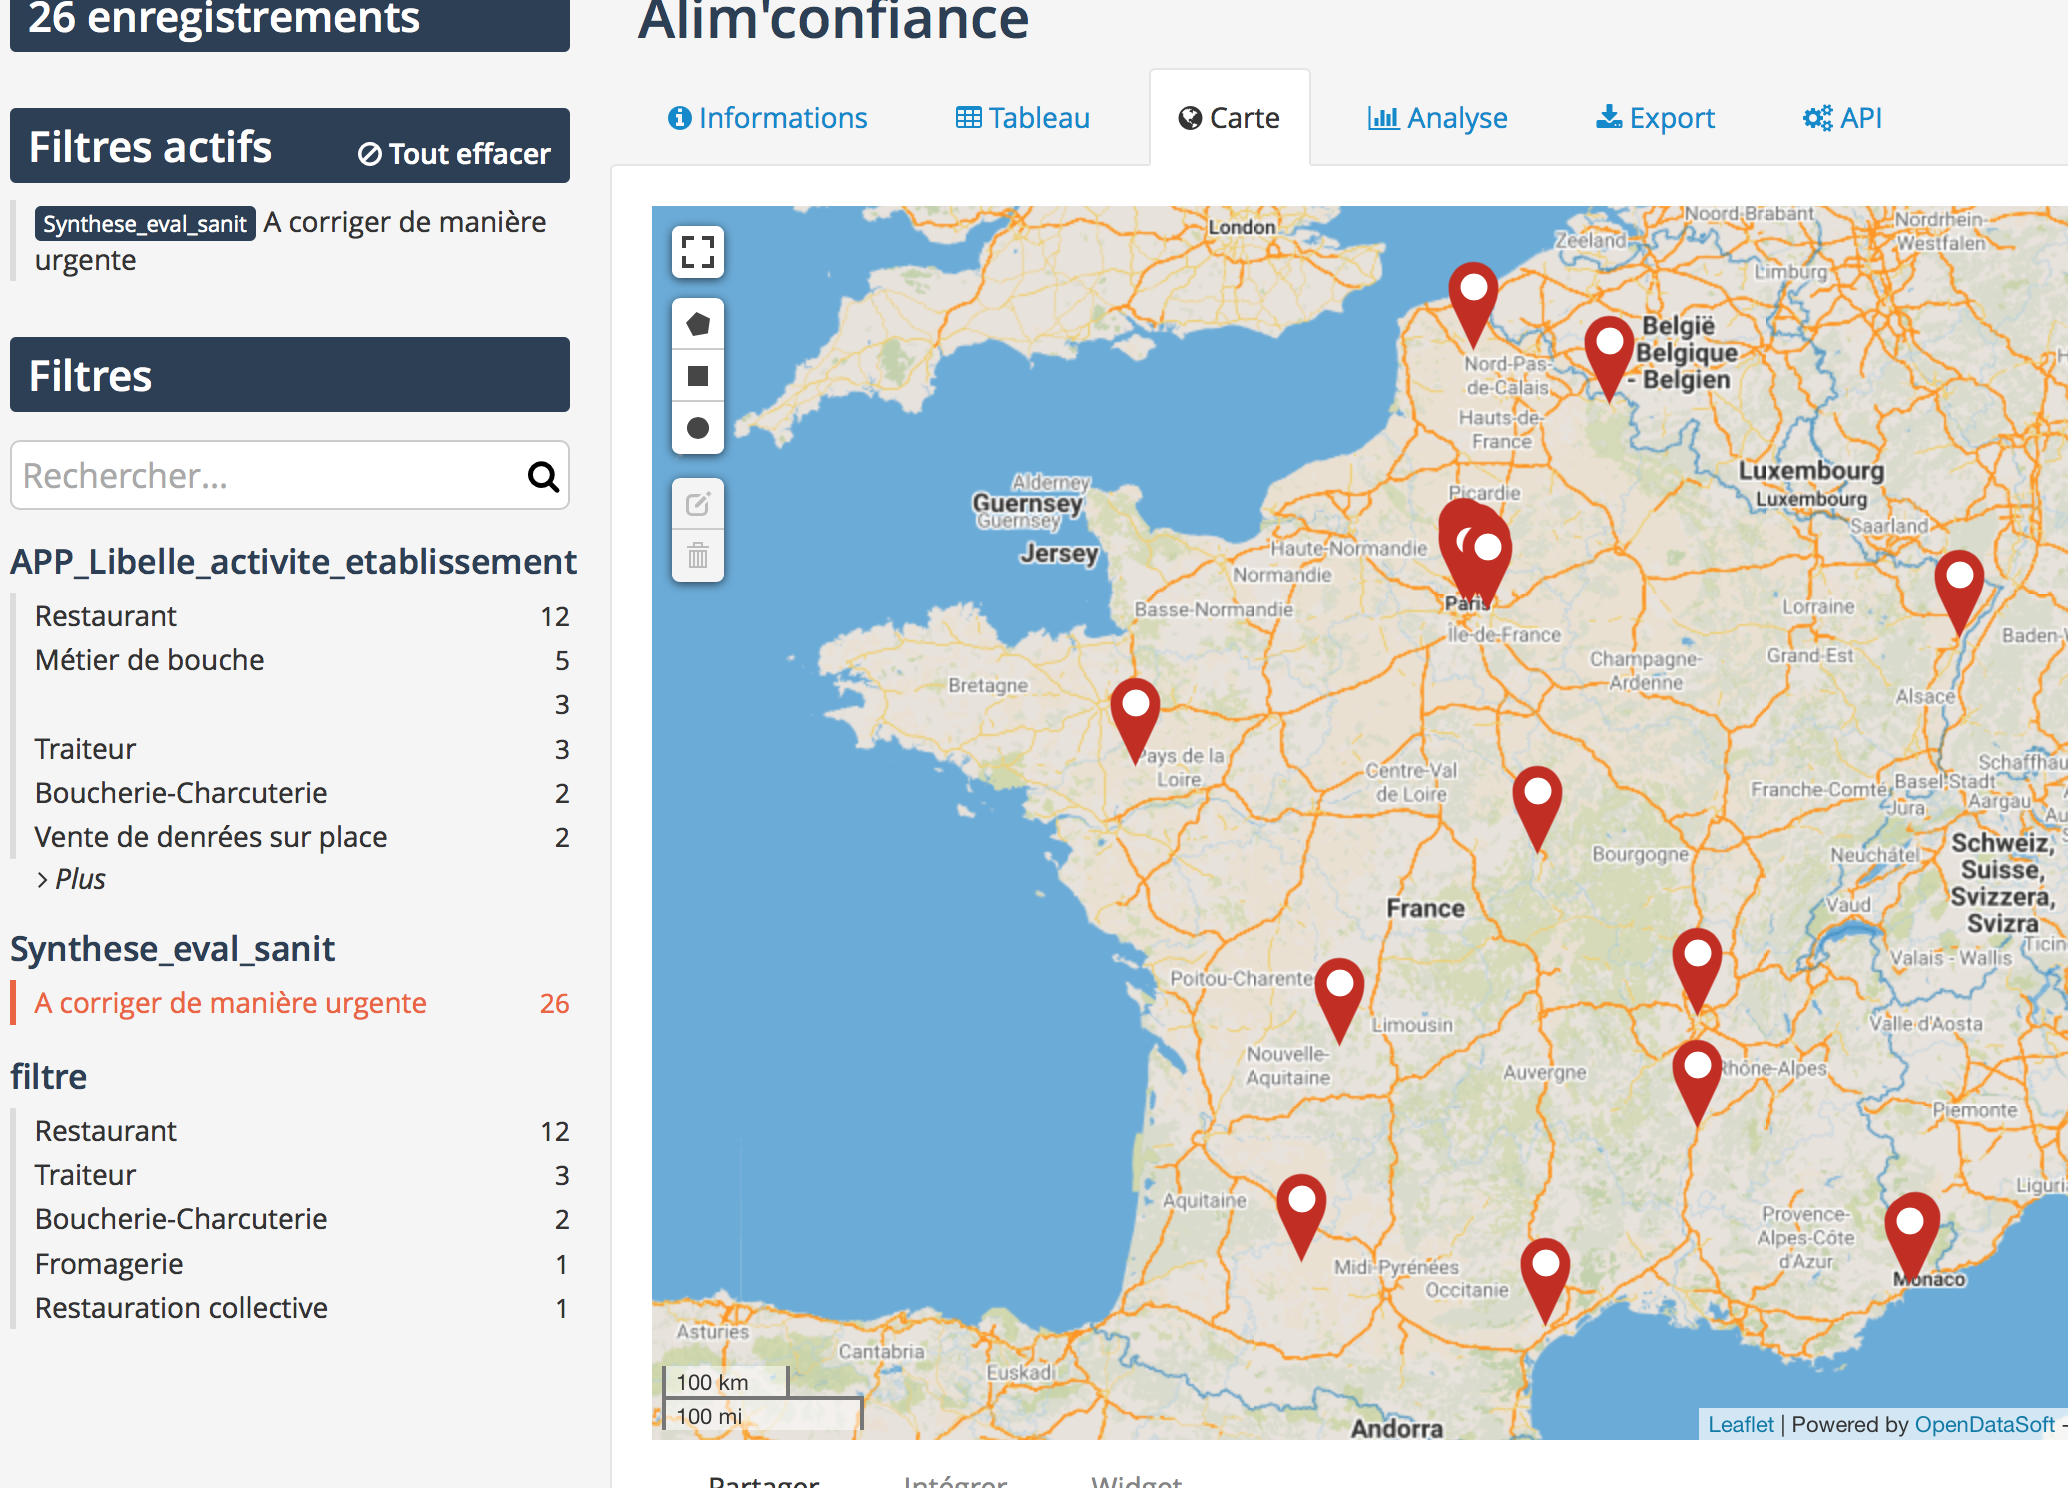 26 enregistrements
Filtres actifs
Tout effacer
Synthese_eval_sanit A corriger de manière
urgente
Filtres
Rechercher...
APP_Libelle_activite_etablissement
Restaurant 12
Métier de bouche 5
3
Traiteur 3
Boucherie-Charcuterie 2
Vente de denrées sur place 2
> Plus
Synthese_eval_sanit
A corriger de manière urgente 26
filtre
Restaurant 12
Traiteur 3
Boucherie-Charcuterie 2
Fromagerie 1
Restauration collective 1
Alim'confiance
Informations
Tableau
Carte
Analyse
Export
API
London
Noord-Brabant
Zeeland
Nordrhein-
Westfalen
Limburg
België
Belgique
- Belgien
Nord-Pas-
de-Calais
Hauts-de-
France
Luxembourg
Luxembourg
Saarland
Alderney
Guernsey
Guernsey
Jersey
Picardie
Haute-Normandie
Normandie
Basse-Normandie
Paris
Île-de-France
Lorraine
Grand-Est
Champagne-
Ardenne
Alsace
Bretagne
Pays de la
Loire
Centre-Val
de Loire
Franche-Comté
Basel-Stadt
Jura
Aargau
Bourgogne
Neuchâtel
Schweiz,
Suisse,
Svizzera,
Svizra
France
Vaud
Valais - Wallis
Poitou-Charente
Limousin
Valle d'Aosta
Nouvelle-
Aquitaine
Auvergne
Rhône-Alpes
Piemonte
Aquitaine
Provence-
Alpes-Côte
d'Azur
Midi-Pyrénées
Occitanie
Monaco
Asturies
Cantabria
Euskadi
Andorra
100 km
100 mi
Leaflet | Powered by OpenDataSoft -
Partager
Intégrer
Widget